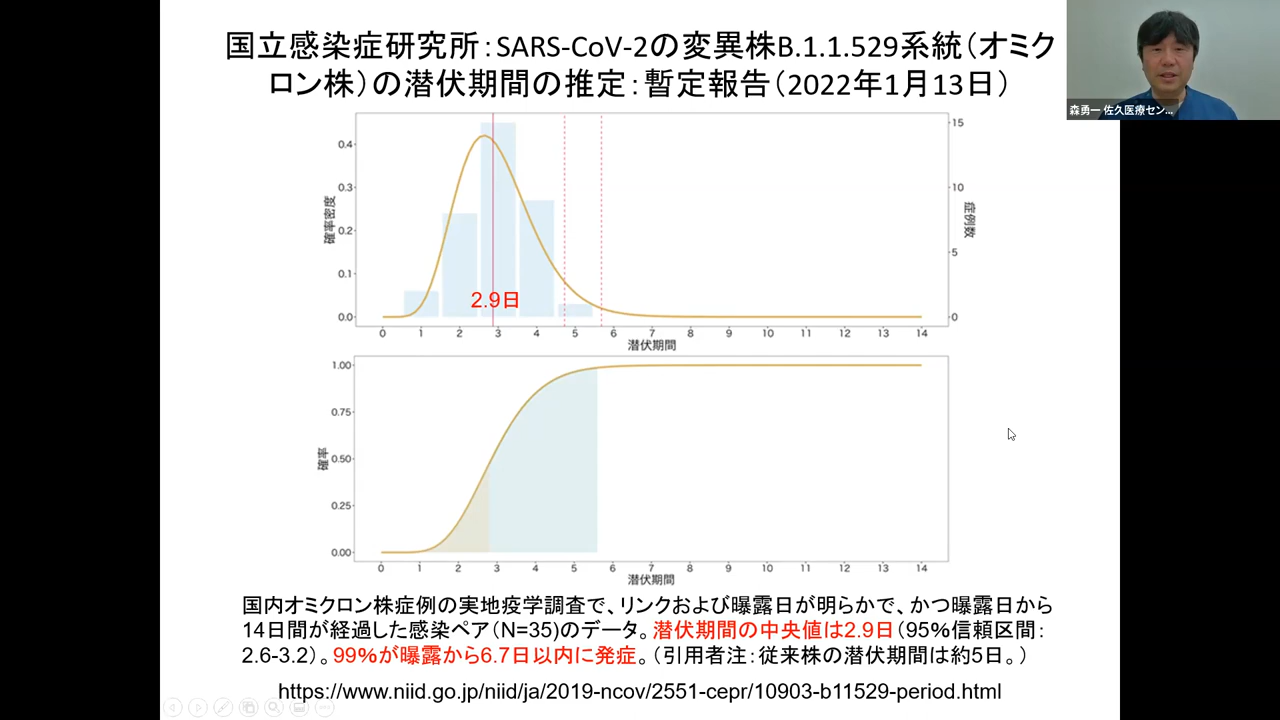 国立感染症研究所：SARS-CoV-2の変異株B.1.1.529系統（オミク
ロン株）の潜伏期間の推定：暫定報告（2022年1月13日）
森勇一 佐久医療セン...
確率密度
0.4
0.3
0.2
0.1
0.0
15
10
5
0
症例数
2.9日
0 1 2 3 4 5 6 7 8 9 10 11 12 13 14
潜伏期間
確率
1.00
0.75
0.50
0.25
0.00
0 1 2 3 4 5 6 7 8 9 10 11 12 13 14
潜伏期間
国内オミクロン株症例の実地疫学調査で、リンクおよび曝露日が明らかで、かつ曝露日から
14日間が経過した感染ペア（N=35)のデータ。潜伏期間の中央値は2.9日（95%信頼区間：
2.6-3.2）。99%が曝露から6.7日以内に発症。（引用者注：従来株の潜伏期間は約5日。）
https://www.niid.go.jp/niid/ja/2019-ncov/2551-cepr/10903-b11529-period.html